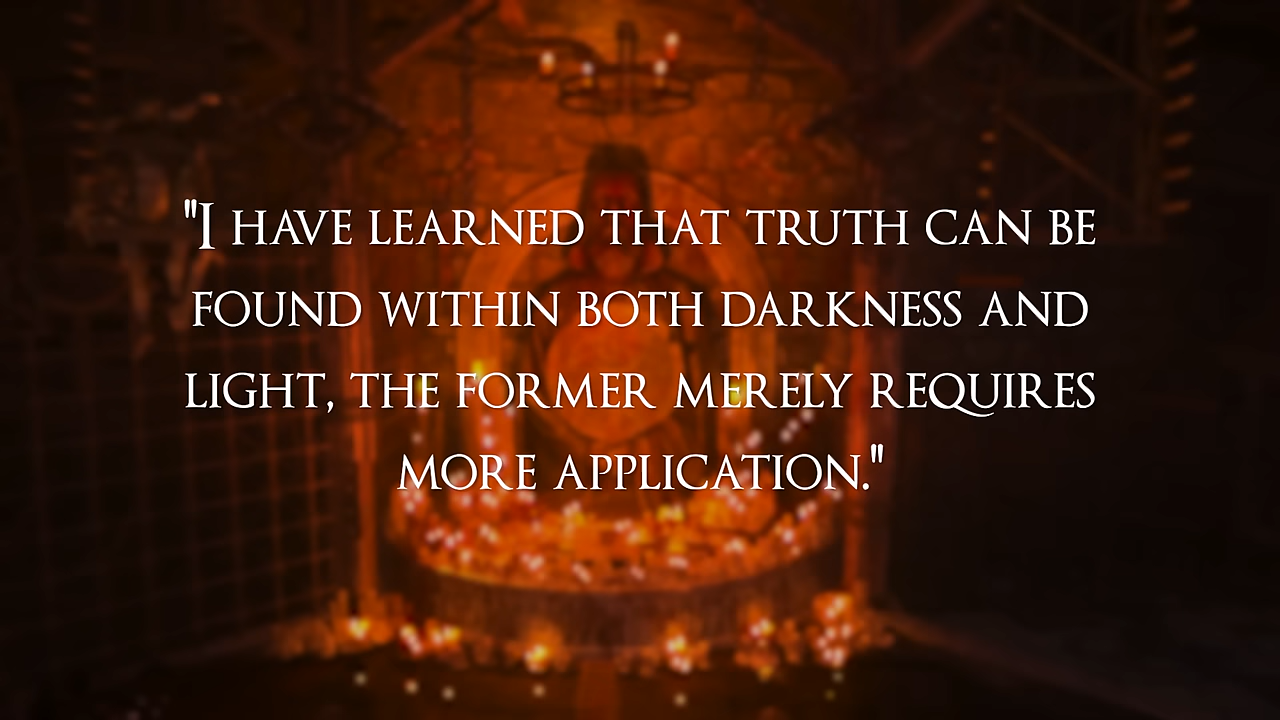 "I HAVE LEARNED THAT TRUTH CAN BE
FOUND WITHIN BOTH DARKNESS AND
LIGHT, THE FORMER MERELY REQUIRES
MORE APPLICATION."